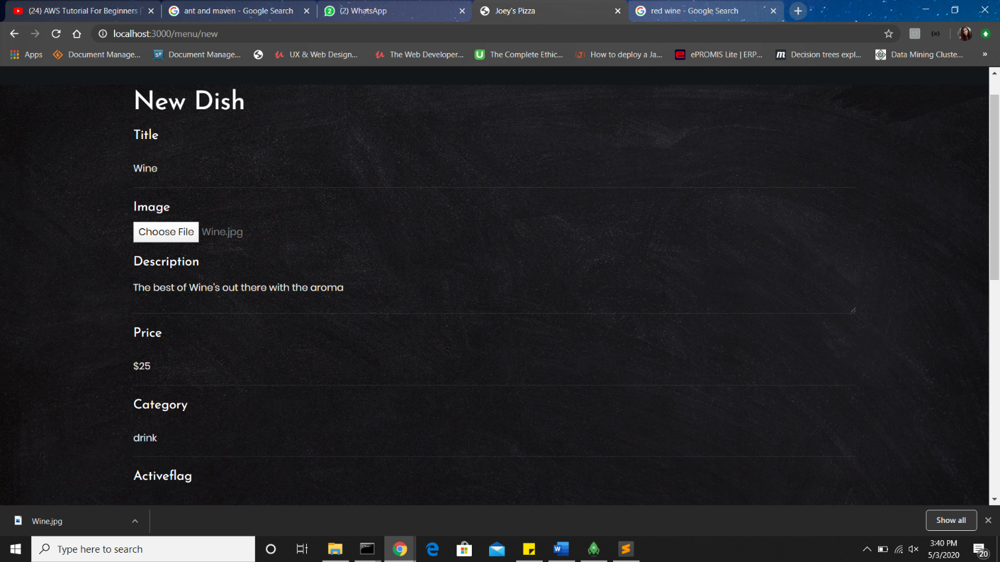 (24) AWS Tutorial For Beginners |
ant and maven - Google Search
(2) WhatsApp
Joey's Pizza
red wine - Google Search
localhost:3000/menu/new
Apps
Document Manage...
Document Manage...
UX & Web Design...
The Web Developer...
The Complete Ethic...
How to deploy a Ja...
ePROMIS Lite | ERP...
Decision trees expl...
Data Mining Cluste...
»
New Dish
Title
Wine
Image
Choose File Wine.jpg
Description
The best of Wine's out there with the aroma
Price
$25
Category
drink
Activeflag
Wine.jpg
Show all
Type here to search
3:40 PM
5/3/2020
20